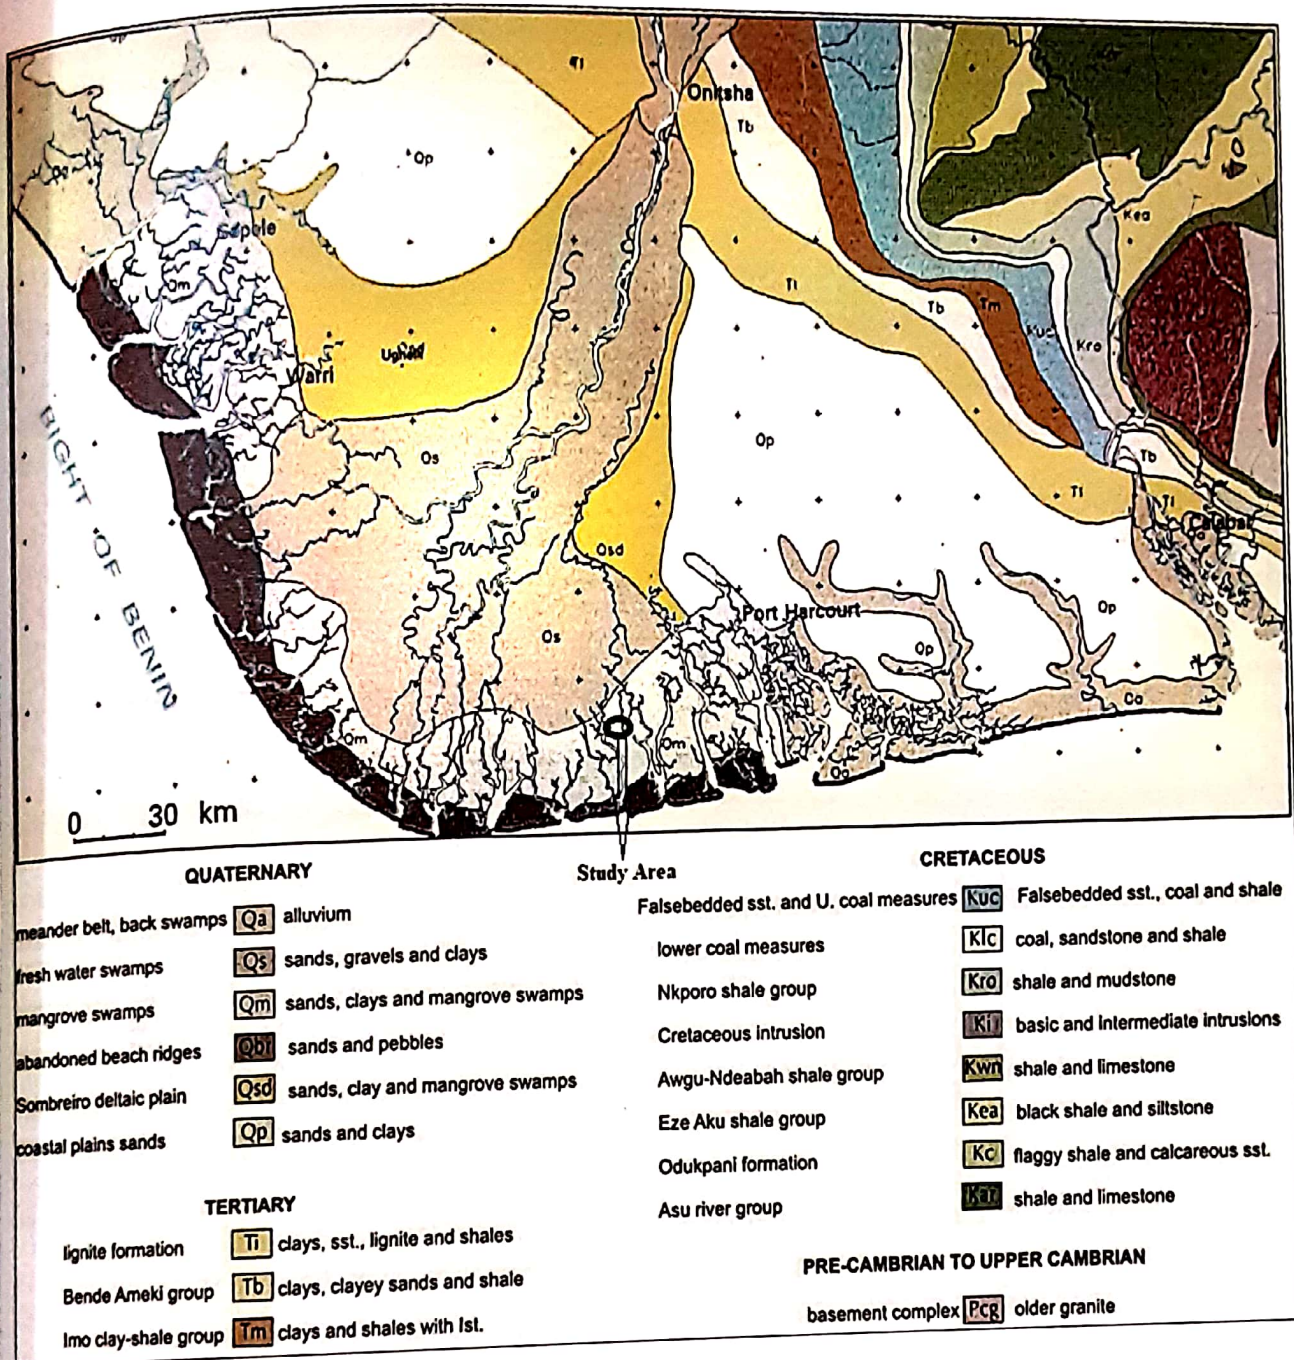 Op
Onitsha
Ti
Tb
Op
Kea
Sapele
Om
Ti
Tb
Tm
Kuc
Kro
Ughelli
Warri
Op
Os
Tb
Ti
Ti
Calabar
BIGHT OF BENIN
Osd
Port Harcourt
Op
Os
Op
Om
Om
0 30 km
Study Area
QUATERNARY
meander belt, back swamps Qa alluvium
fresh water swamps Qs sands, gravels and clays
mangrove swamps Qm sands, clays and mangrove swamps
abandoned beach ridges Qbr sands and pebbles
Sombreiro deltaic plain Qsd sands, clay and mangrove swamps
coastal plains sands Qp sands and clays
TERTIARY
lignite formation Ti clays, sst., lignite and shales
Bende Ameki group Tb clays, clayey sands and shale
Imo clay-shale group Tm clays and shales with lst.
CRETACEOUS
Falsebedded sst. and U. coal measures Kuc Falsebedded sst., coal and shale
lower coal measures Klc coal, sandstone and shale
Nkporo shale group Kro shale and mudstone
Cretaceous intrusion Ki basic and intermediate intrusions
Awgu-Ndeabah shale group Kwn shale and limestone
Eze Aku shale group Kea black shale and siltstone
Odukpani formation Kc flaggy shale and calcareous sst.
Asu river group Kar shale and limestone
PRE-CAMBRIAN TO UPPER CAMBRIAN
basement complex Pcg older granite